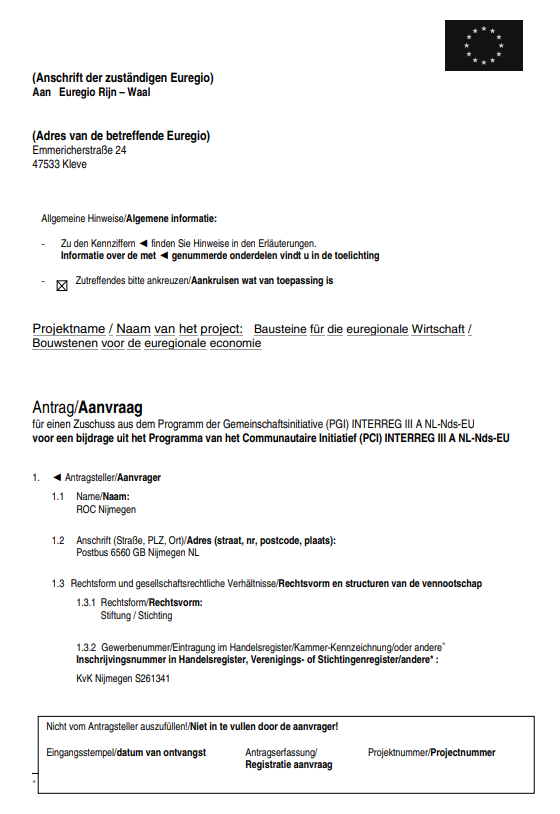 (Anschrift der zuständigen Euregio)
Aan Euregio Rijn – Waal
(Adres van de betreffende Euregio)
Emmericherstraße 24
47533 Kleve
Allgemeine Hinweise/Algemene informatie:
- Zu den Kennziffern ◄ finden Sie Hinweise in den Erläuterungen.
Informatie over de met ◄ genummerde onderdelen vindt u in de toelichting
- ☒ Zutreffendes bitte ankreuzen/Aankruisen wat van toepassing is
Projektname / Naam van het project: Bausteine für die euregionale Wirtschaft /
Bouwstenen voor de euregionale economie
Antrag/Aanvraag
für einen Zuschuss aus dem Programm der Gemeinschaftsinitiative (PGI) INTERREG III A NL-Nds-EU
voor een bijdrage uit het Programma van het Communautaire Initiatief (PCI) INTERREG III A NL-Nds-EU
1. ◄ Antragsteller/Aanvrager
1.1 Name/Naam:
ROC Nijmegen
1.2 Anschrift (Straße, PLZ, Ort)/Adres (straat, nr, postcode, plaats):
Postbus 6560 GB Nijmegen NL
1.3 Rechtsform und gesellschaftsrechtliche Verhältnisse/Rechtsvorm en structuren van de vennootschap
1.3.1 Rechtsform/Rechtsvorm:
Stiftung / Stichting
1.3.2 Gewerbenummer/Eintragung im Handelsregister/Kammer-Kennzeichnung/oder andere*
Inschrijvingsnummer in Handelsregister, Verenigings- of Stichtingenregister/andere* :
KvK Nijmegen S261341
Nicht vom Antragsteller auszufüllen!/Niet in te vullen door de aanvrager!
Eingangsstempel/datum van ontvangst Antragserfassung/ Projektnummer/Projectnummer
Registratie aanvraag
*